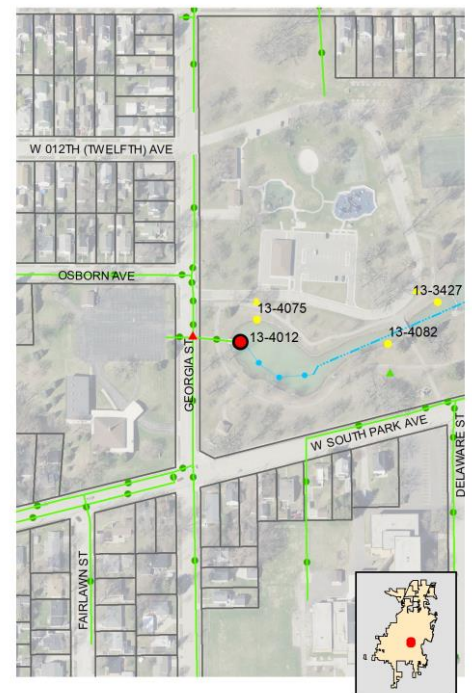 W 012TH (TWELFTH) AVE
OSBORN AVE
13-3427
13-4075
13-4082
13-4012
GEORGIA ST
W SOUTH PARK AVE
DELAWARE ST
FAIRLAWN ST